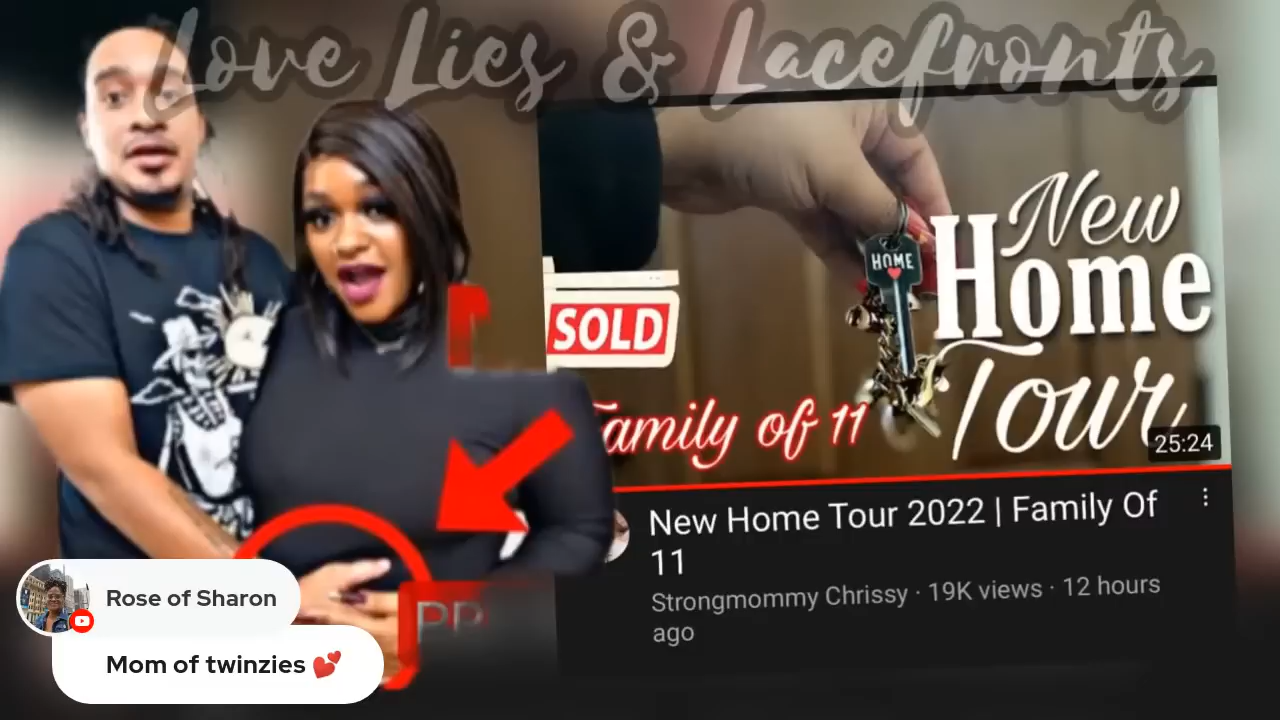 Love Lies & Lacefronts
New
Home
Tour
HOME
SOLD
Family of 11
25:24
New Home Tour 2022 | Family Of
11
Strongmommy Chrissy · 19K views · 12 hours
ago
Rose of Sharon
Mom of twinzies 💕